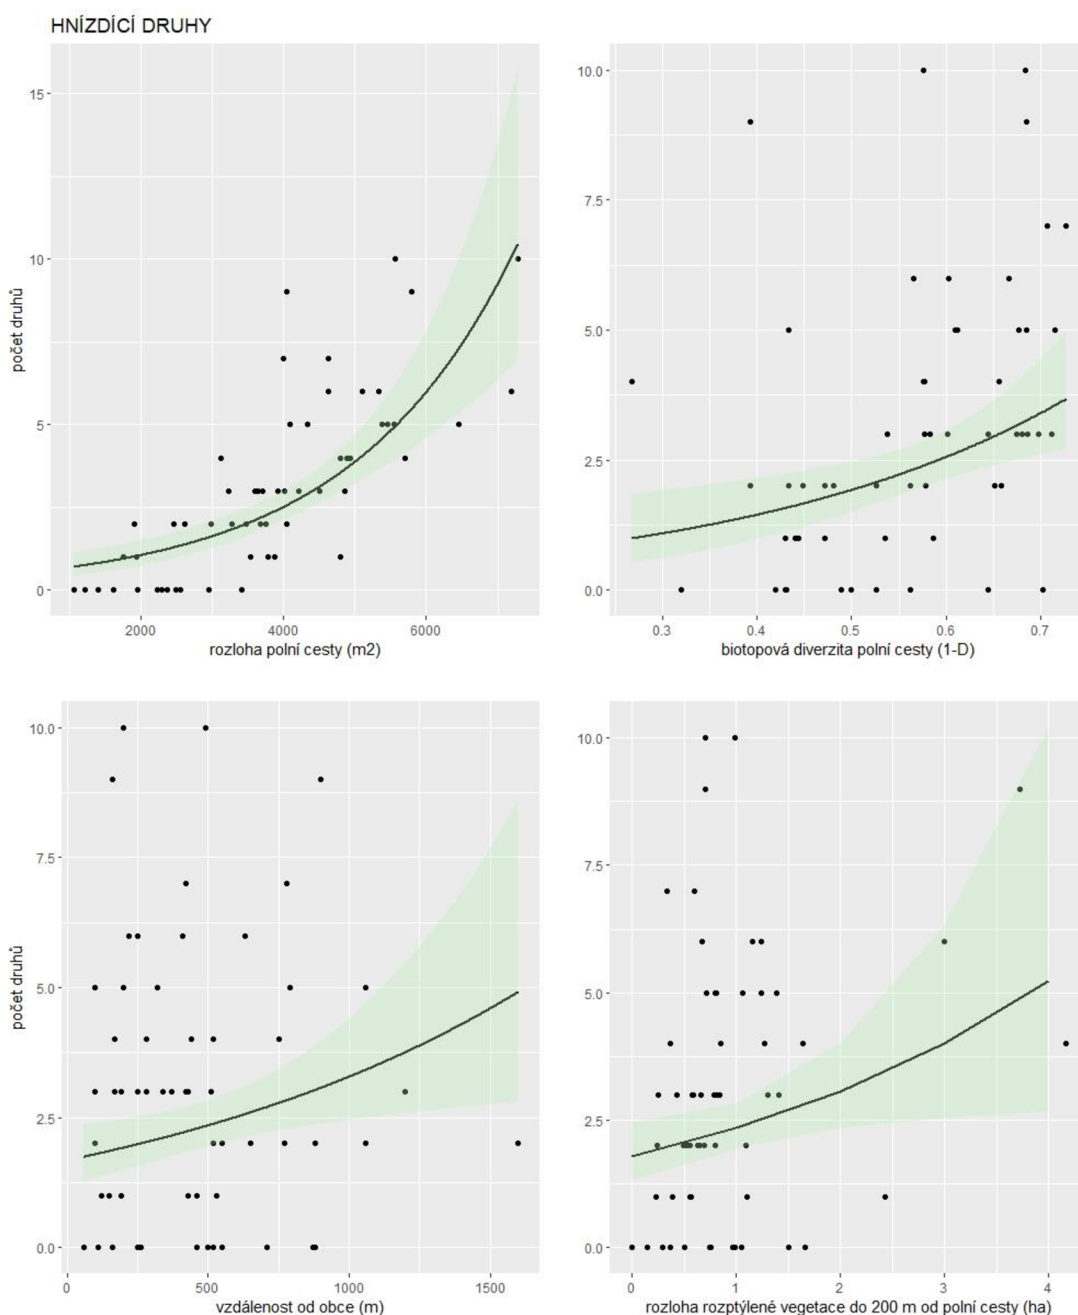 HNÍZDÍCÍ DRUHY
počet druhů
15
10
5
0
2000 4000 6000
rozloha polní cesty (m2)
10.0
7.5
5.0
2.5
0.0
0.3 0.4 0.5 0.6 0.7
biotopová diverzita polní cesty (1-D)
počet druhů
10.0
7.5
5.0
2.5
0.0
0 500 1000 1500
vzdálenost od obce (m)
10.0
7.5
5.0
2.5
0.0
0 1 2 3 4
rozloha rozptýlené vegetace do 200 m od polní cesty (ha)